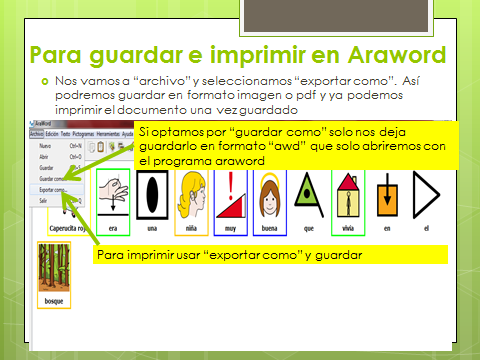 Para guardar e imprimir en Araword
Nos vamos a “archivo” y seleccionamos “exportar como”. Así
podremos guardar en formato imagen o pdf y ya podemos
imprimir el documento una vez guardado
AraWord
Archivo Edición Texto Pictogramas Herramientas Ayuda
Nuevo Ctrl+N
Abrir Ctrl+O
Guardar
Guardar como...
Exportar como...
Salir
Si optamos por “guardar como” solo nos deja
guardarlo en formato “awd” que solo abriremos con
el programa araword
Caperucita roj era una niña muy buena que vivía en el
Para imprimir usar “exportar como” y guardar
bosque